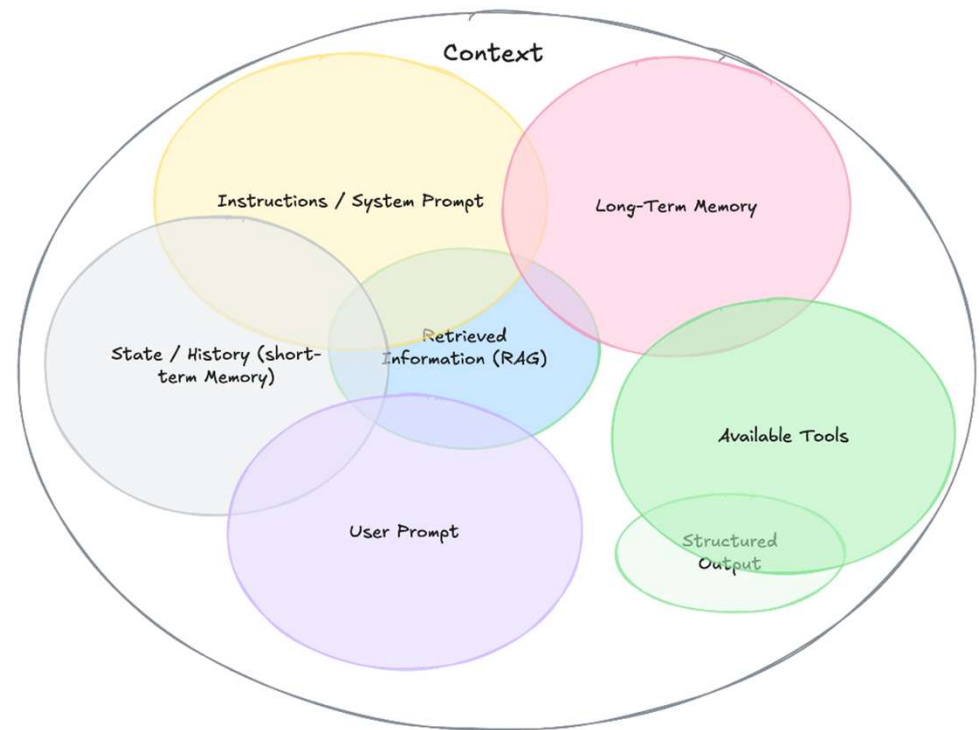 Context
Instructions / System Prompt
Long-Term Memory
Retrieved
Information (RAG)
State / History (short-
term Memory)
Available Tools
User Prompt
Structured
Output